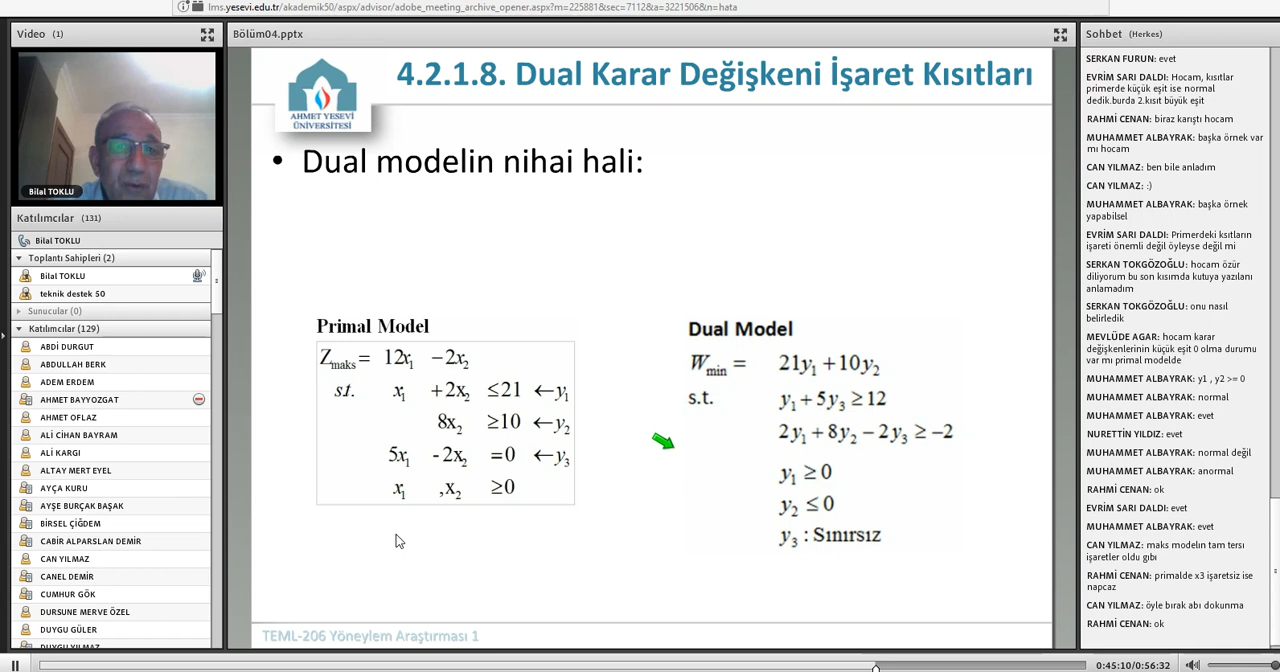 lms.yesevi.edu.tr/akademik50/aspx/advisor/adobe_meeting_archive_opener.aspx?m=225881&sec=7112&a=3221506&n=hata
Video (1)
Bilal TOKLU
Katılımcılar (131)
Bilal TOKLU
Toplantı Sahipleri (2)
Bilal TOKLU
teknik destek 50
Sunucular (0)
Katılımcılar (129)
ABDİ DURGUT
ABDULLAH BERK
ADEM ERDEM
AHMET BAYYOZGAT
AHMET OFLAZ
ALİ CİHAN BAYRAM
ALİ KARGI
ALTAY MERT EYEL
AYÇA KURU
AYŞE BURÇAK BAŞAK
BİRSEL ÇİĞDEM
CABİR ALPARSLAN DEMİR
CAN YILMAZ
CANEL DEMİR
CUMHUR GÖK
DURSUNE MERVE ÖZEL
DUYGU GÜLER
DUYGU YILMAZ
Bölüm04.pptx
AHMET YESEVİ
ÜNİVERSİTESİ
4.2.1.8. Dual Karar Değişkeni İşaret Kısıtları
• Dual modelin nihai hali:
Primal Model
Zmaks = 12x₁ −2x₂
st. x₁ +2x₂ ≤21 ←y₁
8x₂ ≥10 ←y₂
5x₁ -2x₂ =0 ←y₃
x₁ ,x₂ ≥0
Dual Model
Wmin = 21y₁+10y₂
s.t. y₁+5y₃ ≥12
2y₁+8y₂−2y₃ ≥−2
y₁ ≥0
y₂ ≤0
y₃ : Sınırsız
TEML-206 Yöneylem Araştırması 1
Sohbet (Herkes)
SERKAN FURUN: evet
EVRİM SARI DALDI: Hocam, kısıtlar
primerde küçük eşit ise normal
dedik.burda 2.kısıt büyük eşit
RAHMİ CENAN: biraz karıştı hocam
MUHAMMET ALBAYRAK: başka örnek var
mı hocam
CAN YILMAZ: ben bile anladım
CAN YILMAZ: :)
MUHAMMET ALBAYRAK: başka örnek
yapabilsel
EVRİM SARI DALDI: Primerdeki kısıtların
işareti önemli değil öyleyse değil mi
SERKAN TOKGÖZOĞLU: hocam özür
diliyorum bu son kısımda kutuya yazılanı
anlamadım
SERKAN TOKGÖZOĞLU: onu nasıl
belirledik
MEVLÜDE AGAR: hocam karar
değişkenlerinin küçük eşit 0 olma durumu
var mı primal modelde
MUHAMMET ALBAYRAK: y1 , y2 >= 0
MUHAMMET ALBAYRAK: normal
MUHAMMET ALBAYRAK: evet
NURETTİN YILDIZ: evet
MUHAMMET ALBAYRAK: normal değil
MUHAMMET ALBAYRAK: anormal
RAHMİ CENAN: ok
EVRİM SARI DALDI: evet
MUHAMMET ALBAYRAK: evet
CAN YILMAZ: maks modelın tam tersı
işaretler oldu gıbı
RAHMİ CENAN: primalde x3 işaretsiz ise
napcaz
CAN YILMAZ: öyle bırak abı dokunma
RAHMİ CENAN: ok
0:45:10/0:56:32